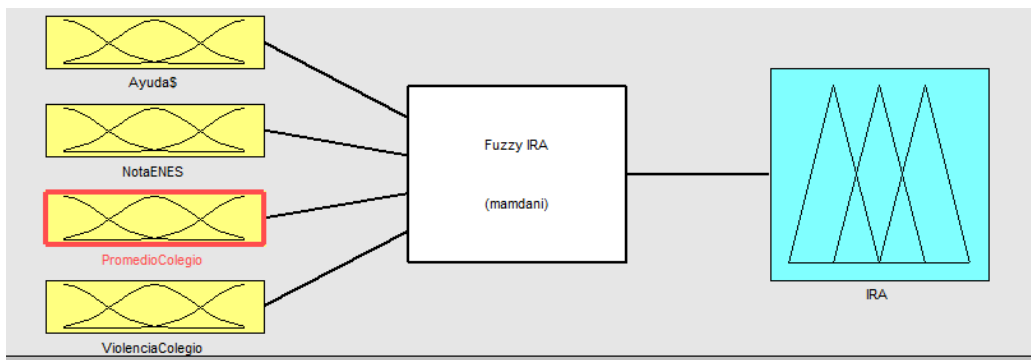 Ayuda$
NotaENES
PromedioColegio
ViolenciaColegio
Fuzzy IRA
(mamdani)
IRA